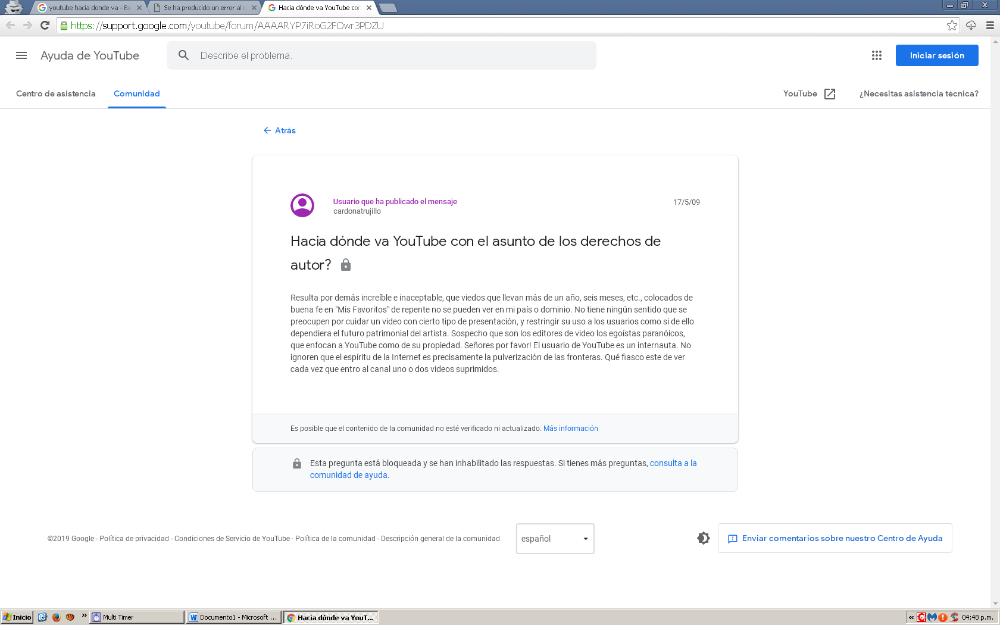 youtube hacia donde va - Bu
Se ha producido un error al c
Hacia dónde va YouTube con
https://support.google.com/youtube/forum/AAAARYP7iRoG2FOwr3PDZU
Ayuda de YouTube
Describe el problema.
Iniciar sesión
Centro de asistencia
Comunidad
YouTube
¿Necesitas asistencia técnica?
Atrás
Usuario que ha publicado el mensaje
17/5/09
cardonatrujillo
Hacia dónde va YouTube con el asunto de los derechos de
autor?
Resulta por demás increíble e inaceptable, que viedos que llevan más de un año, seis meses, etc., colocados de
buena fe en "Mis Favoritos" de repente no se pueden ver en mi país o dominio. No tiene ningún sentido que se
preocupen por cuidar un video con cierto tipo de presentación, y restringir su uso a los usuarios como si de ello
dependiera el futuro patrimonial del artista. Sospecho que son los editores de video los egoístas paranóicos,
que enfocan a YouTube como de su propiedad. Señores por favor! El usuario de YouTube es un internauta. No
ignoren que el espíritu de la Internet es precisamente la pulverización de las fronteras. Qué fiasco este de ver
cada vez que entro al canal uno o dos videos suprimidos.
Es posible que el contenido de la comunidad no esté verificado ni actualizado. Más información
Esta pregunta está bloqueada y se han inhabilitado las respuestas. Si tienes más preguntas, consulta a la
comunidad de ayuda.
©2019 Google - Política de privacidad - Condiciones de Servicio de YouTube - Política de la comunidad - Descripción general de la comunidad
español
Enviar comentarios sobre nuestro Centro de Ayuda
Inicio
Multi Timer
Documento1 - Microsoft ...
Hacia dónde va YouT...
04:48 p.m.